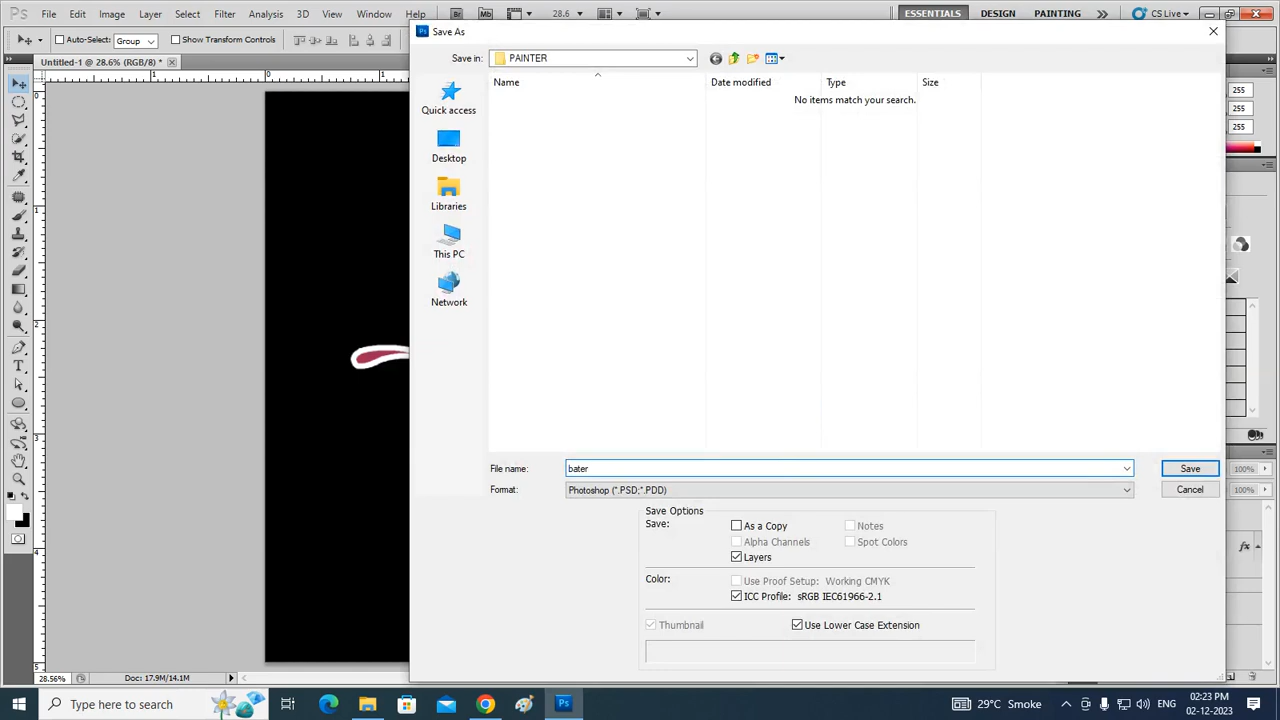 Ps File Edit Image Layer Select Filter Analysis 3D View Window Help Br Mb 28.6 ESSENTIALS DESIGN PAINTING CS Live
Auto-Select: Group Show Transform Controls
Save As
Untitled-1 @ 28.6% (RGB/8) *
Save in: PAINTER
Name Date modified Type Size
No items match your search.
Quick access
Desktop
Libraries
This PC
Network
255
255
255
File name: bater Save
Format: Photoshop (*.PSD;*.PDD) Cancel
100%
100%
Save Options
Save: As a Copy Notes
Alpha Channels Spot Colors
Layers
Color: Use Proof Setup: Working CMYK
ICC Profile: sRGB IEC61966-2.1
Thumbnail Use Lower Case Extension
fx
28.56% Doc: 17.9M/14.1M
Type here to search
Ps
29°C Smoke
ENG
02:23 PM
02-12-2023